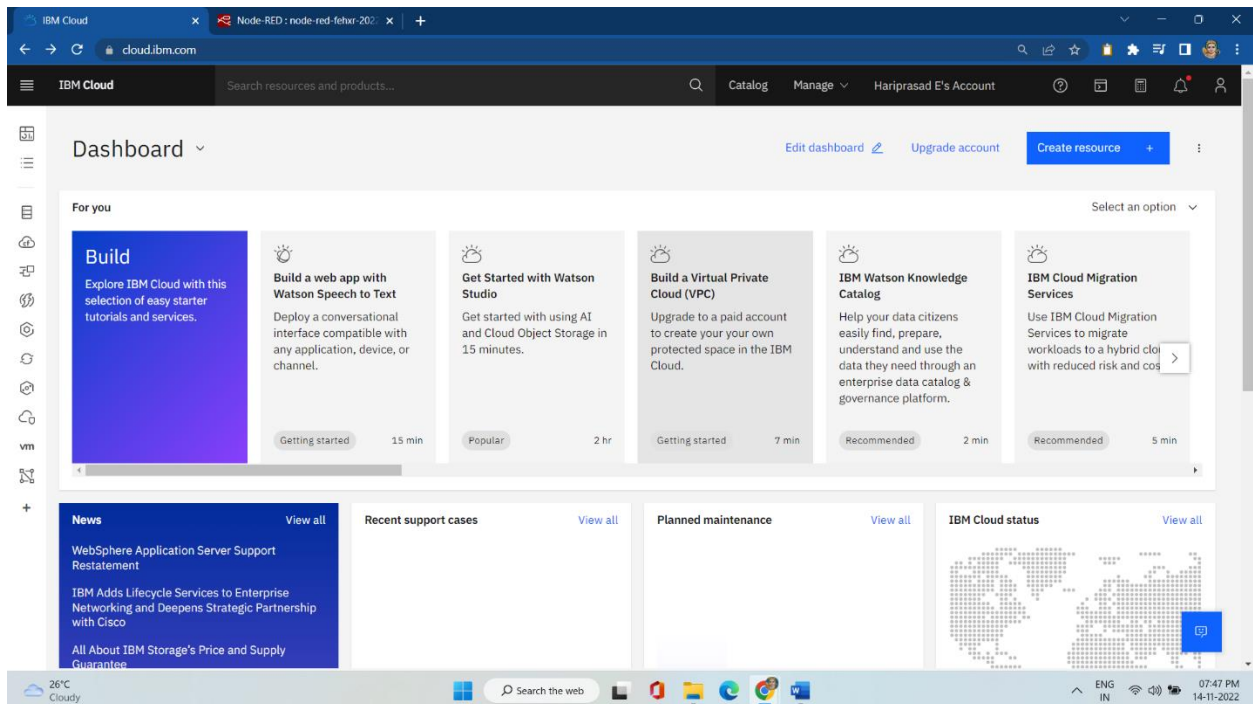 IBM Cloud
Node-RED : node-red-fehxr-202
cloud.ibm.com
IBM Cloud
Search resources and products...
Catalog
Manage
Hariprasad E's Account
Dashboard
Edit dashboard
Upgrade account
Create resource +
For you
Select an option
Build
Explore IBM Cloud with this
selection of easy starter
tutorials and services.
Build a web app with
Watson Speech to Text
Deploy a conversational
interface compatible with
any application, device, or
channel.
Getting started
15 min
Get Started with Watson
Studio
Get started with using AI
and Cloud Object Storage in
15 minutes.
Popular
2 hr
Build a Virtual Private
Cloud (VPC)
Upgrade to a paid account
to create your your own
protected space in the IBM
Cloud.
Getting started
7 min
IBM Watson Knowledge
Catalog
Help your data citizens
easily find, prepare,
understand and use the
data they need through an
enterprise data catalog &
governance platform.
Recommended
2 min
IBM Cloud Migration
Services
Use IBM Cloud Migration
Services to migrate
workloads to a hybrid clo
with reduced risk and cos
Recommended
5 min
vm
News
View all
WebSphere Application Server Support
Restatement
IBM Adds Lifecycle Services to Enterprise
Networking and Deepens Strategic Partnership
with Cisco
All About IBM Storage's Price and Supply
Guarantee
Recent support cases
View all
Planned maintenance
View all
IBM Cloud status
View all
26°C
Cloudy
Search the web
ENG
IN
07:47 PM
14-11-2022